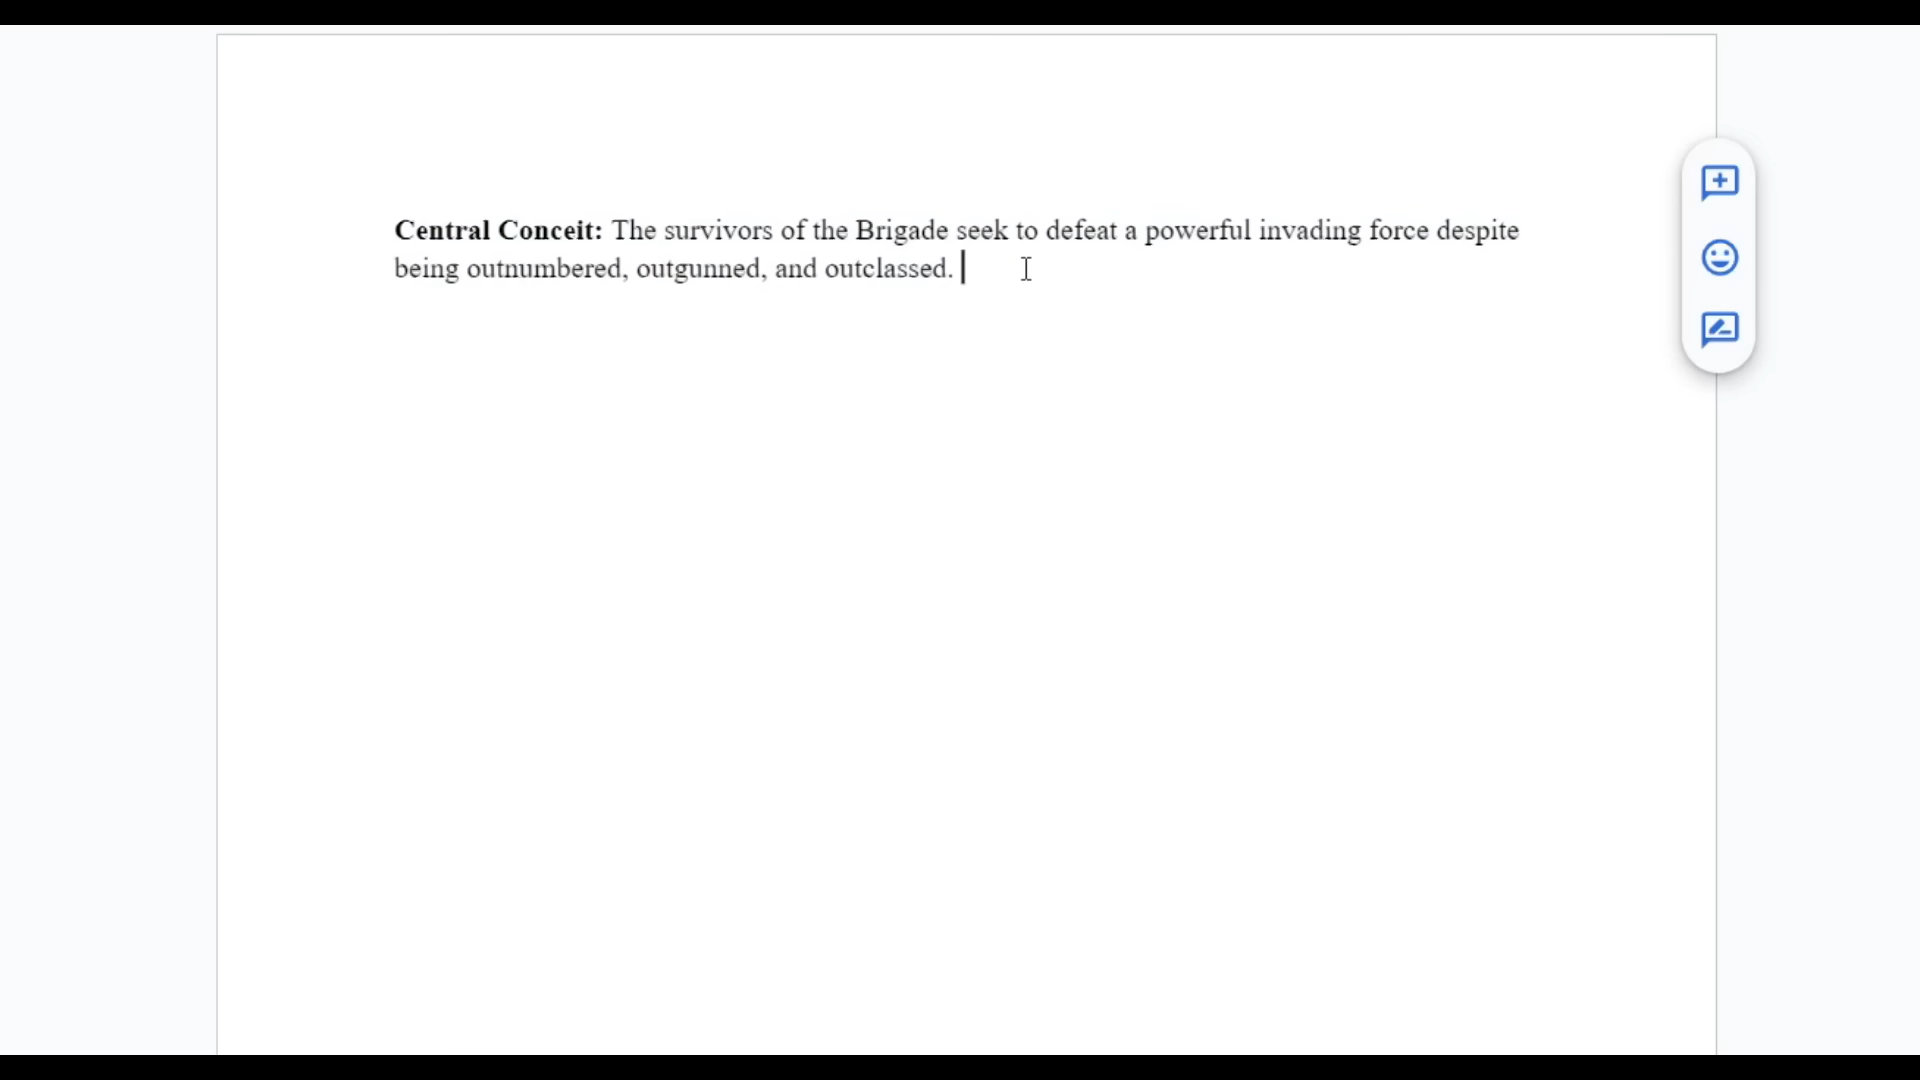 Central Conceit: The survivors of the Brigade seek to defeat a powerful invading force despite
being outnumbered, outgunned, and outclassed.